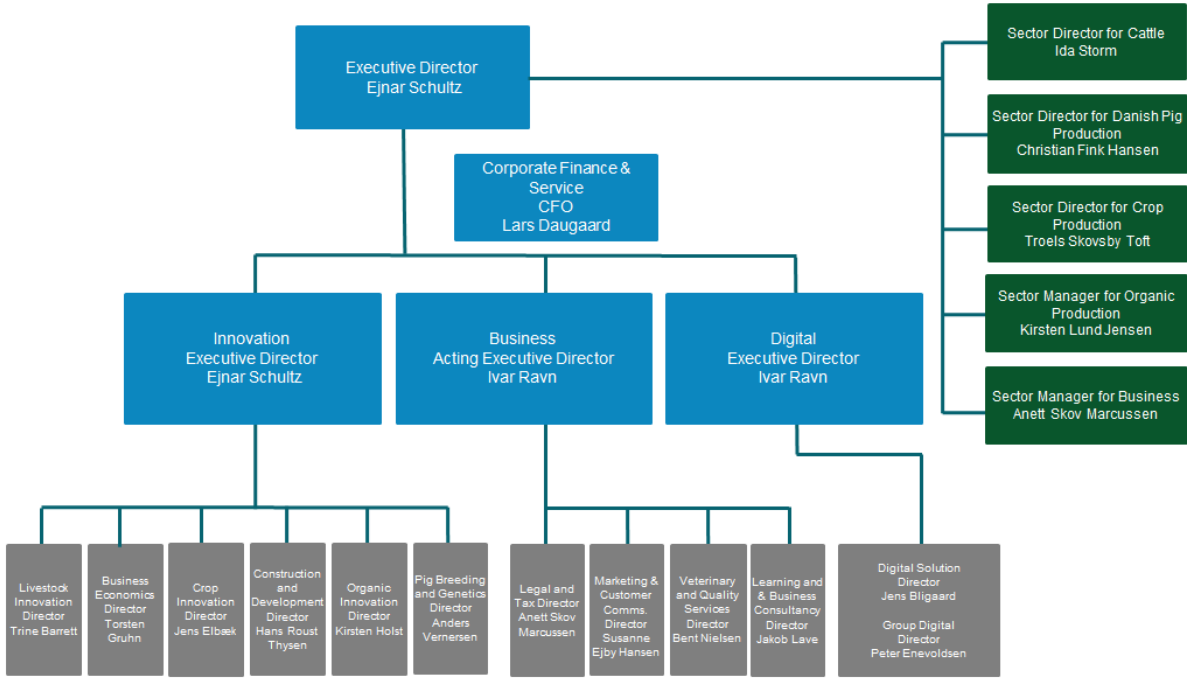 Executive Director
Ejnar Schultz
Corporate Finance &
Service
CFO
Lars Daugaard
Sector Director for Cattle
Ida Storm
Sector Director for Danish Pig
Production
Christian Fink Hansen
Sector Director for Crop
Production
Troels Skovsby Toft
Sector Manager for Organic
Production
Kirsten Lund Jensen
Sector Manager for Business
Anett Skov Marcussen
Innovation
Executive Director
Ejnar Schultz
Business
Acting Executive Director
Ivar Ravn
Digital
Executive Director
Ivar Ravn
Livestock
Innovation
Director
Trine Barrett
Business
Economics
Director
Torsten
Gruhn
Crop
Innovation
Director
Jens Elbæk
Construction
and
Development
Director
Hans Roust
Thysen
Organic
Innovation
Director
Kirsten Holst
Pig Breeding
and Genetics
Director
Anders
Vernersen
Legal and
Tax Director
Anett Skov
Marcussen
Marketing &
Customer
Comms.
Director
Susanne
Ejby Hansen
Veterinary
and Quality
Services
Director
Bent Nielsen
Learning and
& Business
Consultancy
Director
Jakob Lave
Digital Solution
Director
Jens Bligaard
Group Digital
Director
Peter Enevoldsen